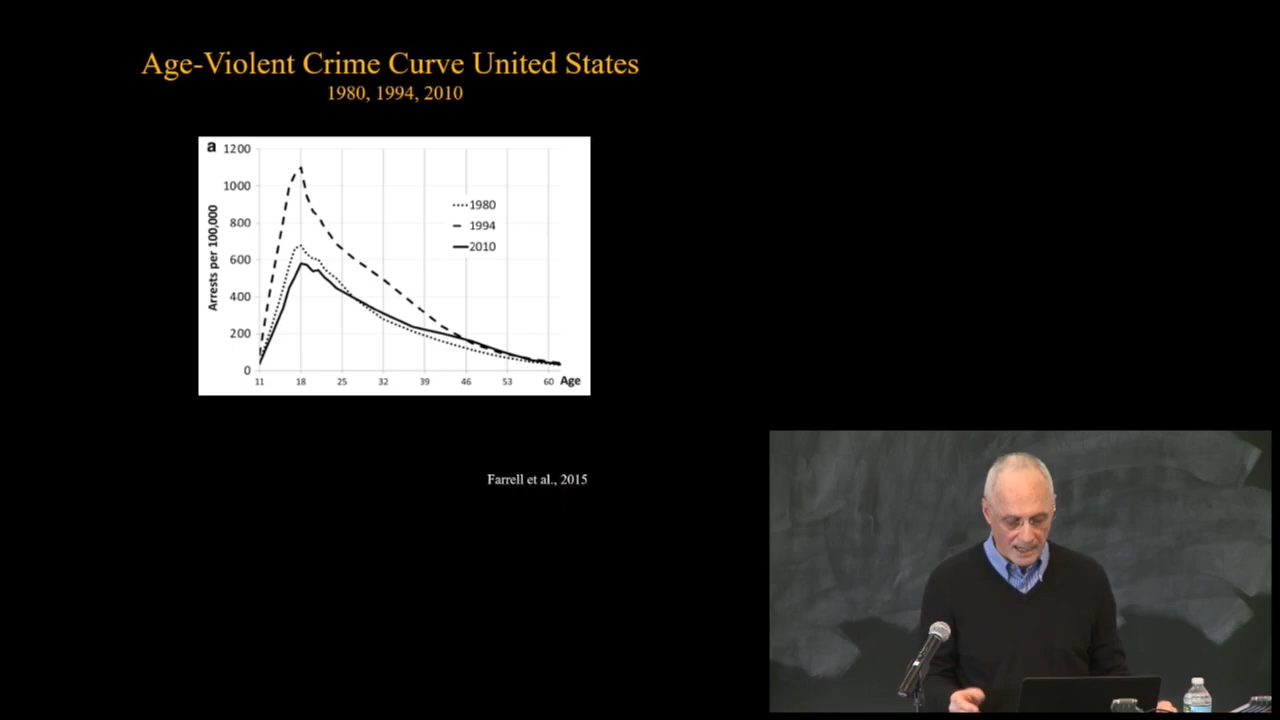 Age-Violent Crime Curve United States
1980, 1994, 2010
a
1200
1000
800
600
400
200
0
Arrests per 100,000
1980
1994
2010
11 18 25 32 39 46 53 60 Age
Farrell et al., 2015